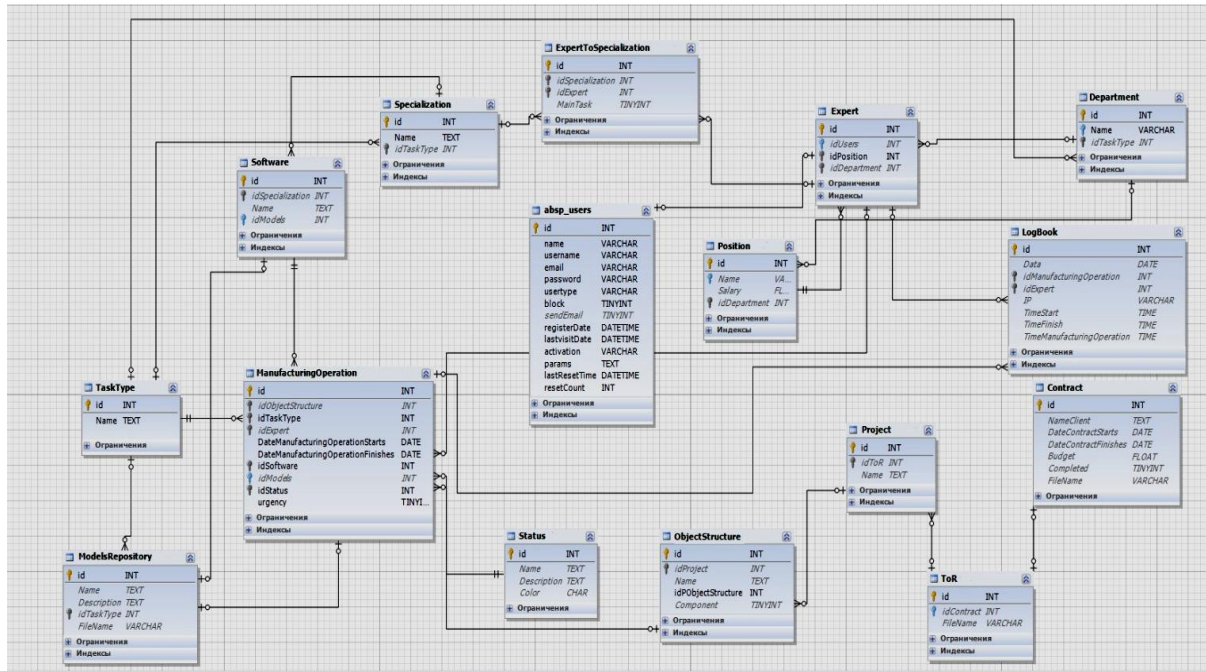 ExpertToSpecialization
id INT
idSpecialization INT
idExpert INT
MainTask TINYINT
Ограничения
Индексы
Specialization
id INT
Name TEXT
idTaskType INT
Ограничения
Индексы
Expert
id INT
idUsers INT
idPosition INT
idDepartment INT
Ограничения
Индексы
Department
id INT
Name VARCHAR
idTaskType INT
Ограничения
Индексы
Software
id INT
idSpecialization INT
Name TEXT
idModels INT
Ограничения
Индексы
absp_users
id INT
name VARCHAR
username VARCHAR
email VARCHAR
password VARCHAR
usertype VARCHAR
block TINYINT
sendEmail TINYINT
registerDate DATETIME
lastvisitDate DATETIME
activation VARCHAR
params TEXT
lastResetTime DATETIME
resetCount INT
Ограничения
Индексы
Position
id INT
Name VA...
Salary FL...
idDepartment INT
Ограничения
Индексы
LogBook
id INT
Data DATE
idManufacturingOperation INT
idExpert INT
IP VARCHAR
TimeStart TIME
TimeFinish TIME
TimeManufacturingOperation TIME
Ограничения
Индексы
TaskType
id INT
Name TEXT
Ограничения
ManufacturingOperation
id INT
idObjectStructure INT
idTaskType INT
idExpert INT
DateManufacturingOperationStarts DATE
DateManufacturingOperationFinishes DATE
idSoftware INT
idModels INT
idStatus INT
urgency TINYI...
Ограничения
Индексы
Contract
id INT
NameClient TEXT
DateContractStarts DATE
DateContractFinishes DATE
Budget FLOAT
Completed TINYINT
FileName VARCHAR
Ограничения
Project
id INT
idToR INT
Name TEXT
Ограничения
Индексы
ModelsRepository
id INT
Name TEXT
Description TEXT
idTaskType INT
FileName VARCHAR
Ограничения
Индексы
Status
id INT
Name TEXT
Description TEXT
Color CHAR
Ограничения
ObjectStructure
id INT
idProject INT
Name TEXT
idPObjectStructure INT
Component TINYINT
Ограничения
Индексы
ToR
id INT
idContract INT
FileName VARCHAR
Ограничения
Индексы